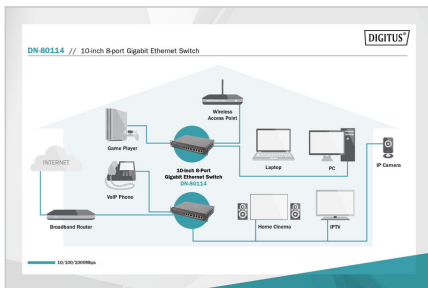 DIGITUS®
DN-80114 // 10-inch 8-port Gigabit Ethernet Switch
Wireless
Access Point
Game Player
INTERNET
10-inch 8-Port
Gigabit Ethernet Switch
DN-80114
Laptop
PC
IP Camera
VoIP Phone
Broadband Router
Home Cinema
IPTV
10/100/1000Mbps